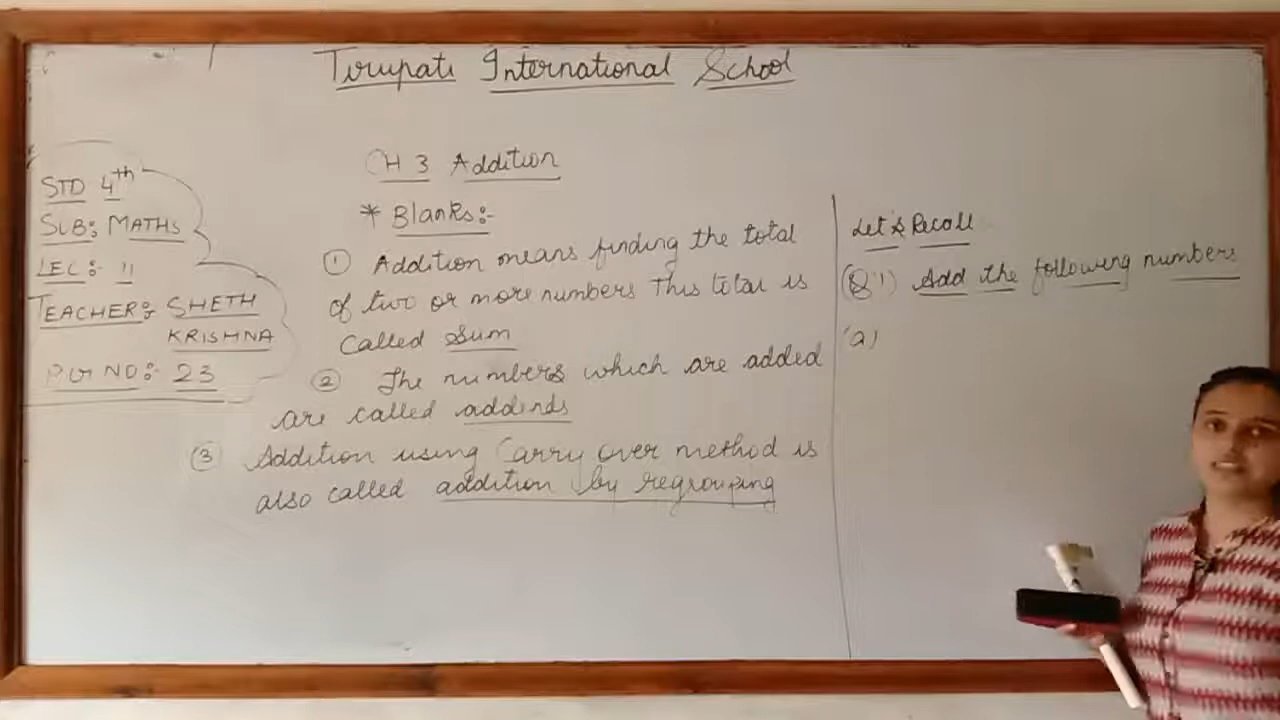 Tirupati International School
STD 4th
SUB: MATHS
LEC:- 11
TEACHER: SHETH
KRISHNA
NO:- 23
CH 3 Addition
* Blanks:-
① Addition means finding the total
of two or more numbers This total is
called Sum
② The numbers which are added
are called addends
③ Addition using Carry over method is
also called addition by regrouping
Let's Recall
(Q 1) Add the following numbers
(a)